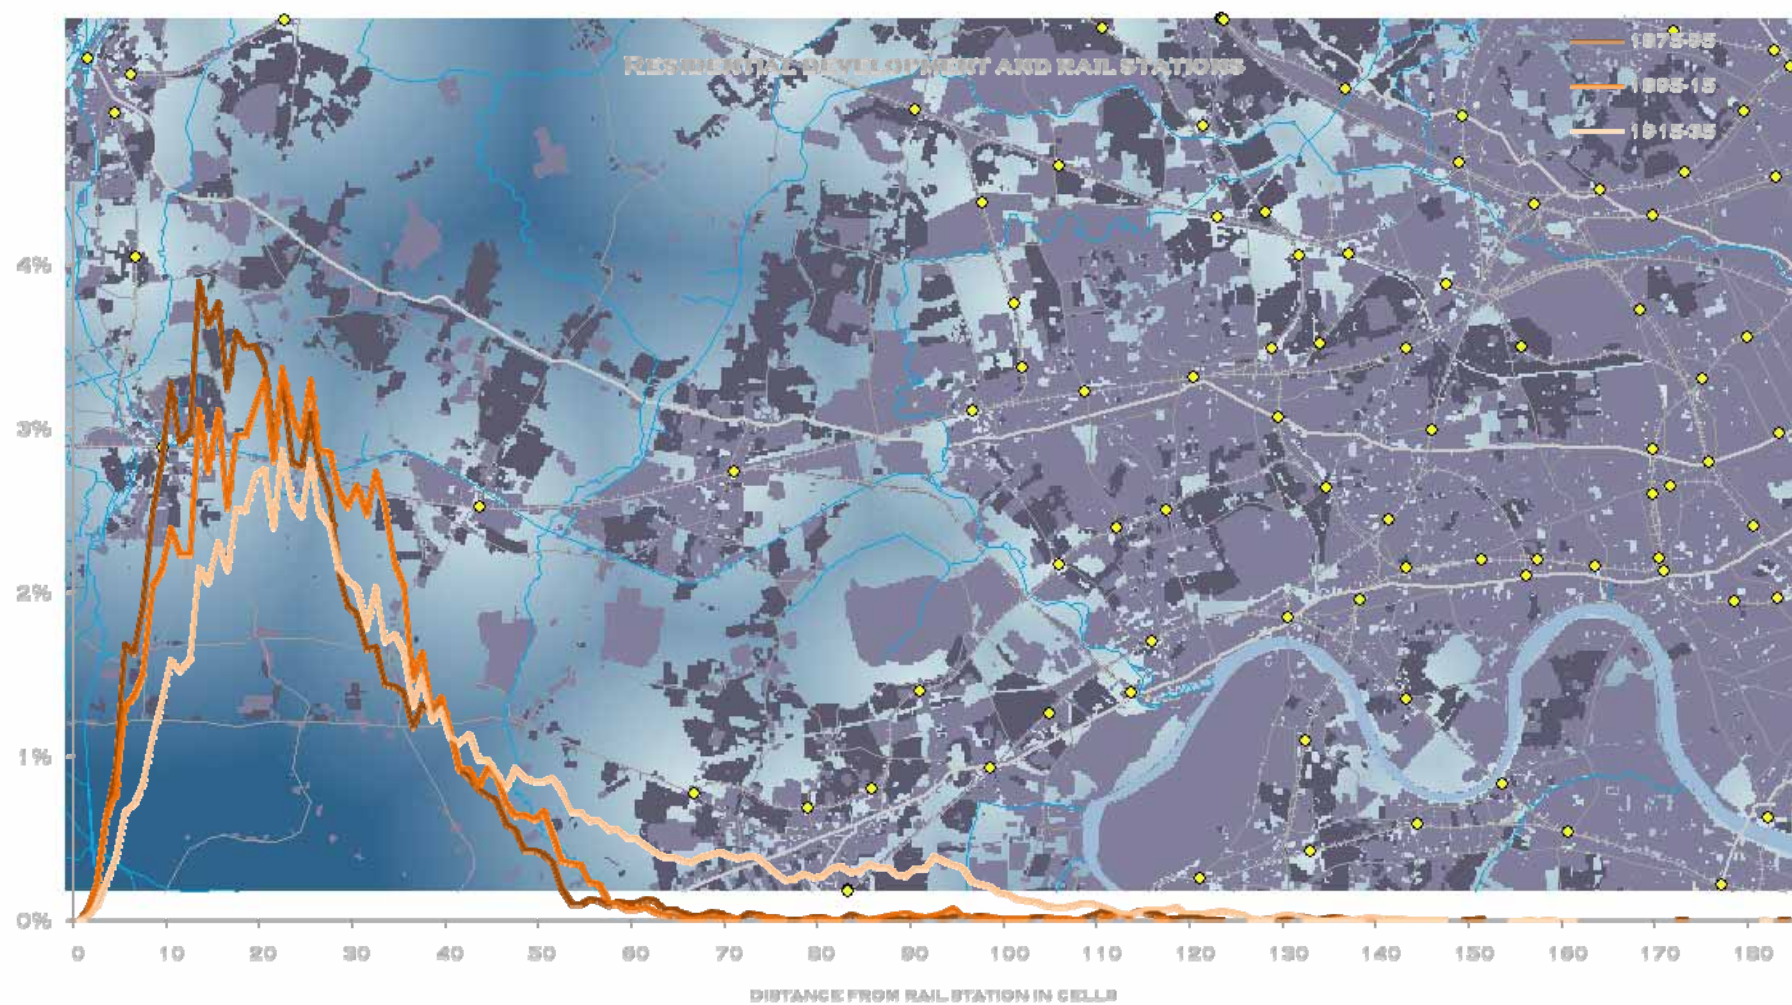 RESIDENTIAL DEVELOPMENT AND RAIL STATIONS
1875-95
1895-15
1915-35
4%
3%
2%
1%
0%
0 10 20 30 40 50 60 70 80 90 100 110 120 130 140 150 160 170 180
DISTANCE FROM RAIL STATION IN CELLS